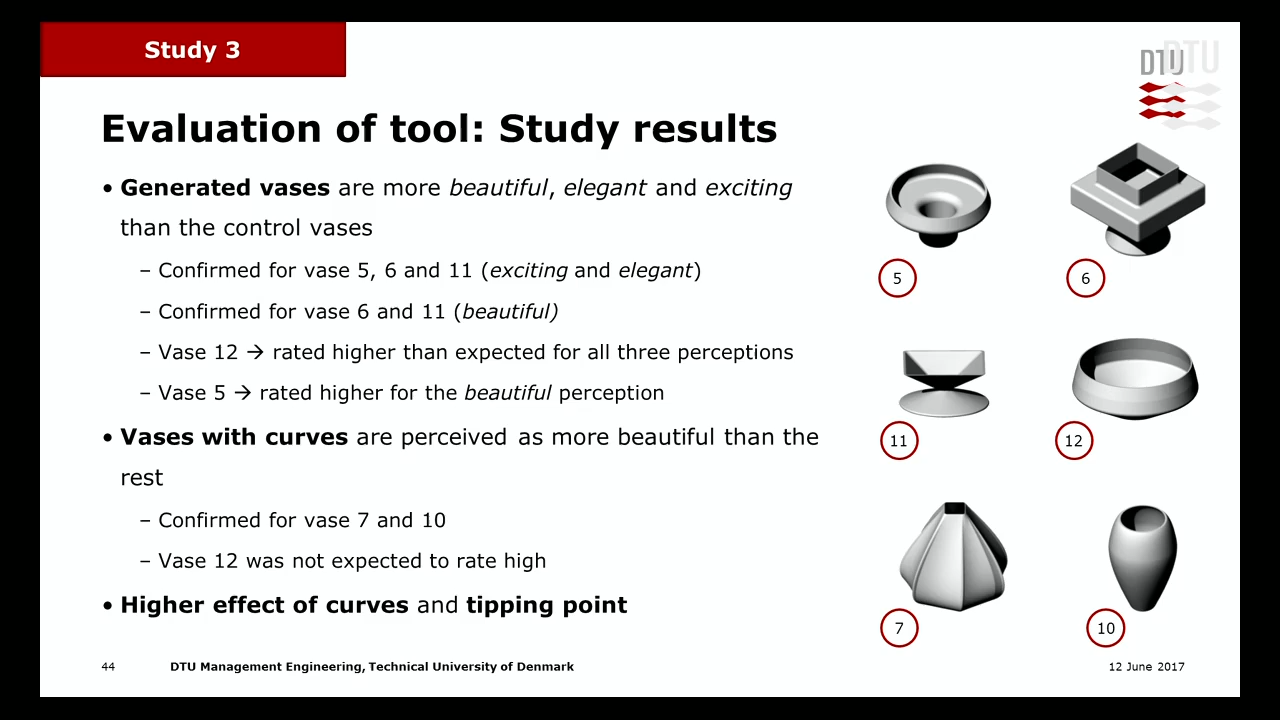 Study 3
DTU
DTU
Evaluation of tool: Study results
• Generated vases are more beautiful, elegant and exciting
than the control vases
– Confirmed for vase 5, 6 and 11 (exciting and elegant)
– Confirmed for vase 6 and 11 (beautiful)
– Vase 12 → rated higher than expected for all three perceptions
– Vase 5 → rated higher for the beautiful perception
• Vases with curves are perceived as more beautiful than the
rest
– Confirmed for vase 7 and 10
– Vase 12 was not expected to rate high
• Higher effect of curves and tipping point
5
6
11
12
7
10
44
DTU Management Engineering, Technical University of Denmark
12 June 2017